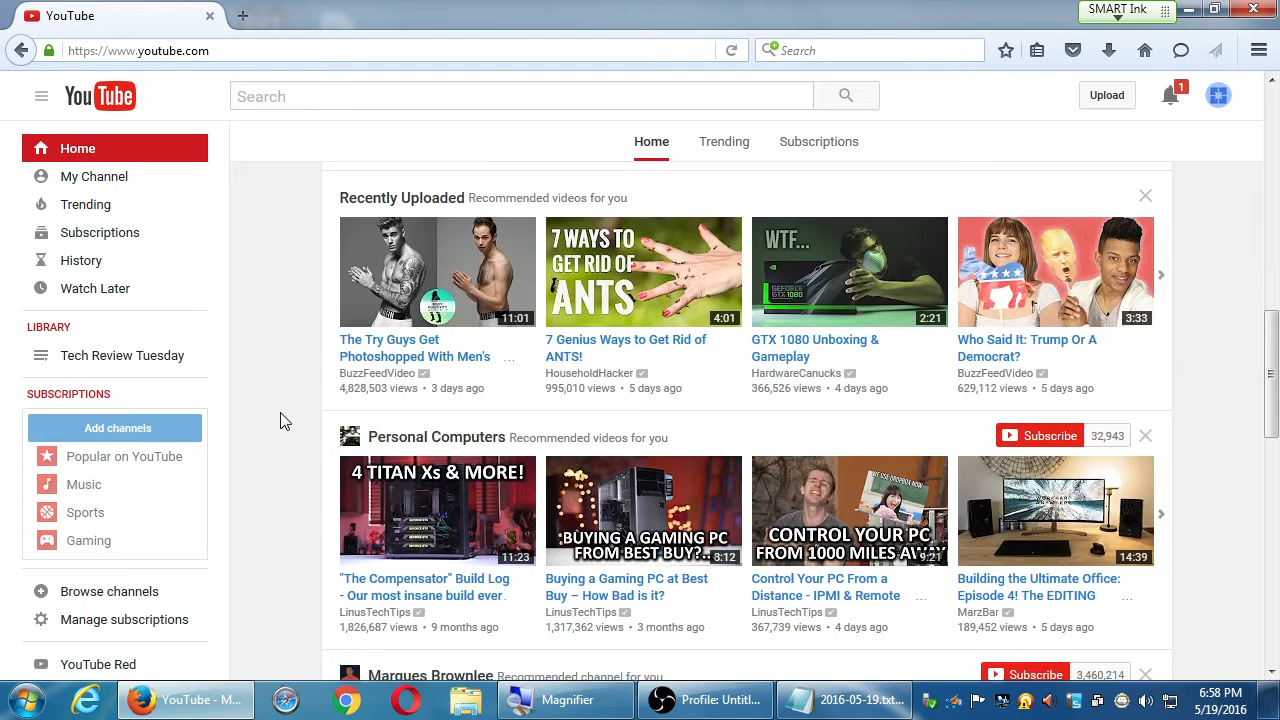 YouTube
SMART Ink
https://www.youtube.com
Search
YouTube
Search
Upload
1
Home
Trending
Subscriptions
Home
My Channel
Trending
Subscriptions
History
Watch Later
LIBRARY
Tech Review Tuesday
SUBSCRIPTIONS
Add channels
Popular on YouTube
Music
Sports
Gaming
Browse channels
Manage subscriptions
YouTube Red
Recently Uploaded Recommended videos for you
11:01
7 WAYS TO
GET RID OF
ANTS!
4:01
WTF...
GEFORCE
GTX 1080
2:21
3:33
The Try Guys Get
Photoshopped With Men's ...
BuzzFeedVideo
4,828,503 views • 3 days ago
7 Genius Ways to Get Rid of
ANTS!
HouseholdHacker
995,010 views • 5 days ago
GTX 1080 Unboxing &
Gameplay
HardwareCanucks
366,526 views • 4 days ago
Who Said It: Trump Or A
Democrat?
BuzzFeedVideo
629,112 views • 5 days ago
Personal Computers Recommended videos for you
Subscribe 32,943
4 TITAN Xs & MORE!
11:23
BUYING A GAMING PC
FROM BEST BUY?..
8:12
WE USE DROPBOX NOW
CONTROL YOUR PC
FROM 1000 MILES AWAY
9:21
14:39
"The Compensator" Build Log
- Our most insane build ever.
LinusTechTips
1,826,687 views • 9 months ago
Buying a Gaming PC at Best
Buy – How Bad is it?
LinusTechTips
1,317,362 views • 3 months ago
Control Your PC From a
Distance - IPMI & Remote ...
LinusTechTips
367,739 views • 4 days ago
Building the Ultimate Office:
Episode 4! The EDITING ...
MarzBar
189,452 views • 5 days ago
Marques Brownlee Recommended channel for you
Subscribe 3,460,214
YouTube - M...
Magnifier
Profile: Untitl...
2016-05-19.txt...
6:58 PM
5/19/2016